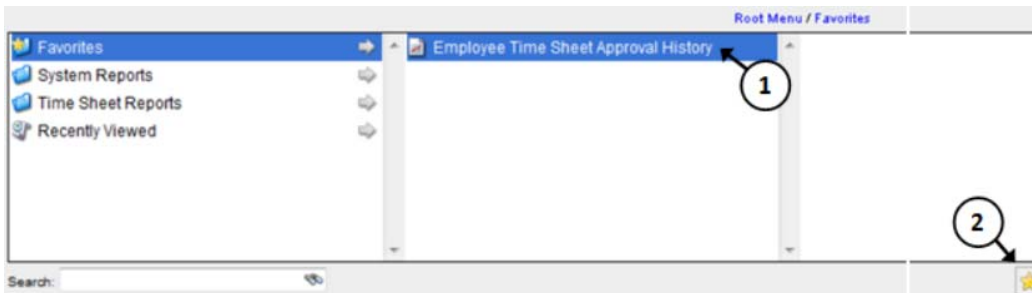 Root Menu / Favorites
Favorites
Employee Time Sheet Approval History
System Reports
1
Time Sheet Reports
Recently Viewed
2
Search: